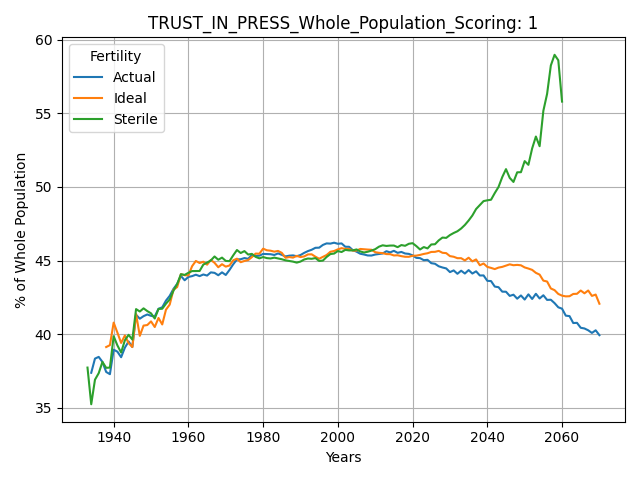 TRUST_IN_PRESS_Whole_Population_Scoring: 1
Fertility
Actual
Ideal
Sterile
% of Whole Population
60
55
50
45
40
35
1940 1960 1980 2000 2020 2040 2060
Years